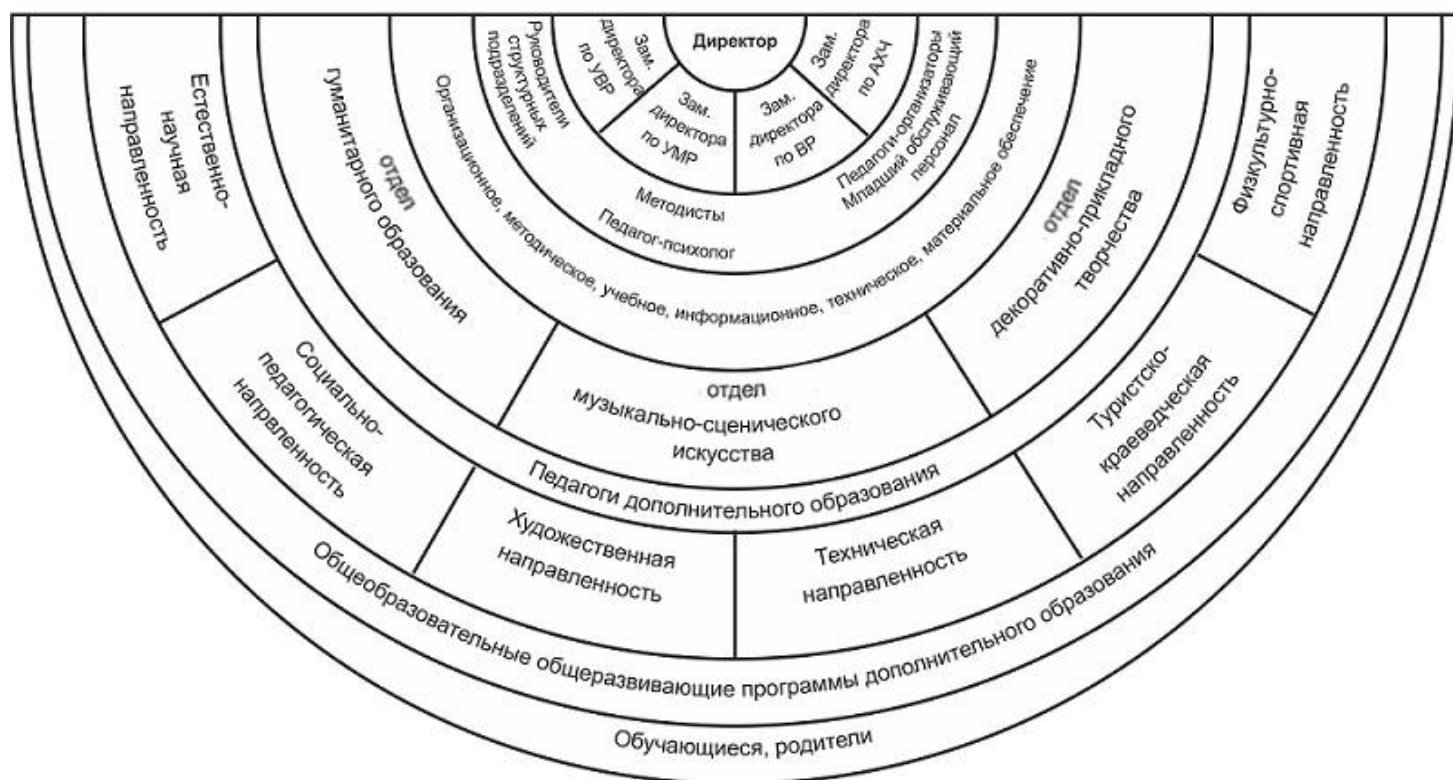 Директор
Зам.
директора
по УВР
Зам.
директора
по УМР
Зам.
директора
по ВР
Зам.
директора
по АХЧ
Руководители
структурных
подразделений
Методисты
Педагог-психолог
Педагоги-организаторы
Младший обслуживающий
персонал
Организационное, методическое, учебное, информационное, техническое, материальное обеспечение
отдел
гуманитарного образования
отдел
музыкально-сценического
искусства
отдел
декоративно-прикладного
творчества
Педагоги дополнительного образования
Естественно-
научная
направленность
Социально-
педагогическая
напрвленность
Художественная
направленность
Техническая
направленность
Туристско-
краеведческая
направленность
Физкультурно-
спортивная
направленность
Общеобразовательные общеразвивающие программы дополнительного образования
Обучающиеся, родители